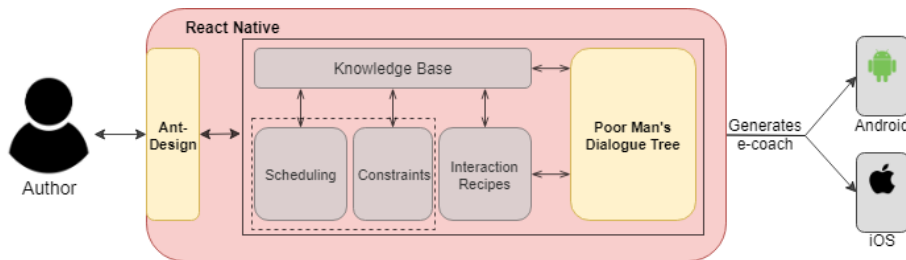 React Native
Knowledge Base
Ant-
Design
Scheduling
Constraints
Interaction
Recipes
Poor Man's
Dialogue Tree
Author
Generates
e-coach
Android
iOS